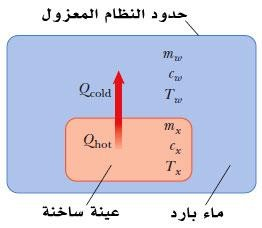 حدود النظام المعزول
m_w
c_w
Q_cold
T_w
m_x
Q_hot
c_x
T_x
عينة ساخنة
ماء بارد